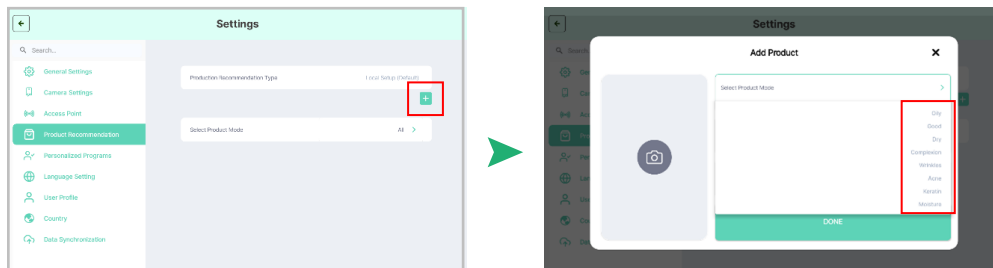 Settings
Search...
General Settings
Camera Settings
Access Point
Product Recommendation
Personalized Programs
Language Setting
User Profile
Country
Data Synchronization
Production Recommendation Type
Local Setup (Default)
+
Select Product Mode
All
Settings
Search
Add Product
X
Select Product Mode
Oily
Good
Dry
Complexion
Wrinkles
Acne
Keratin
Moisture
DONE